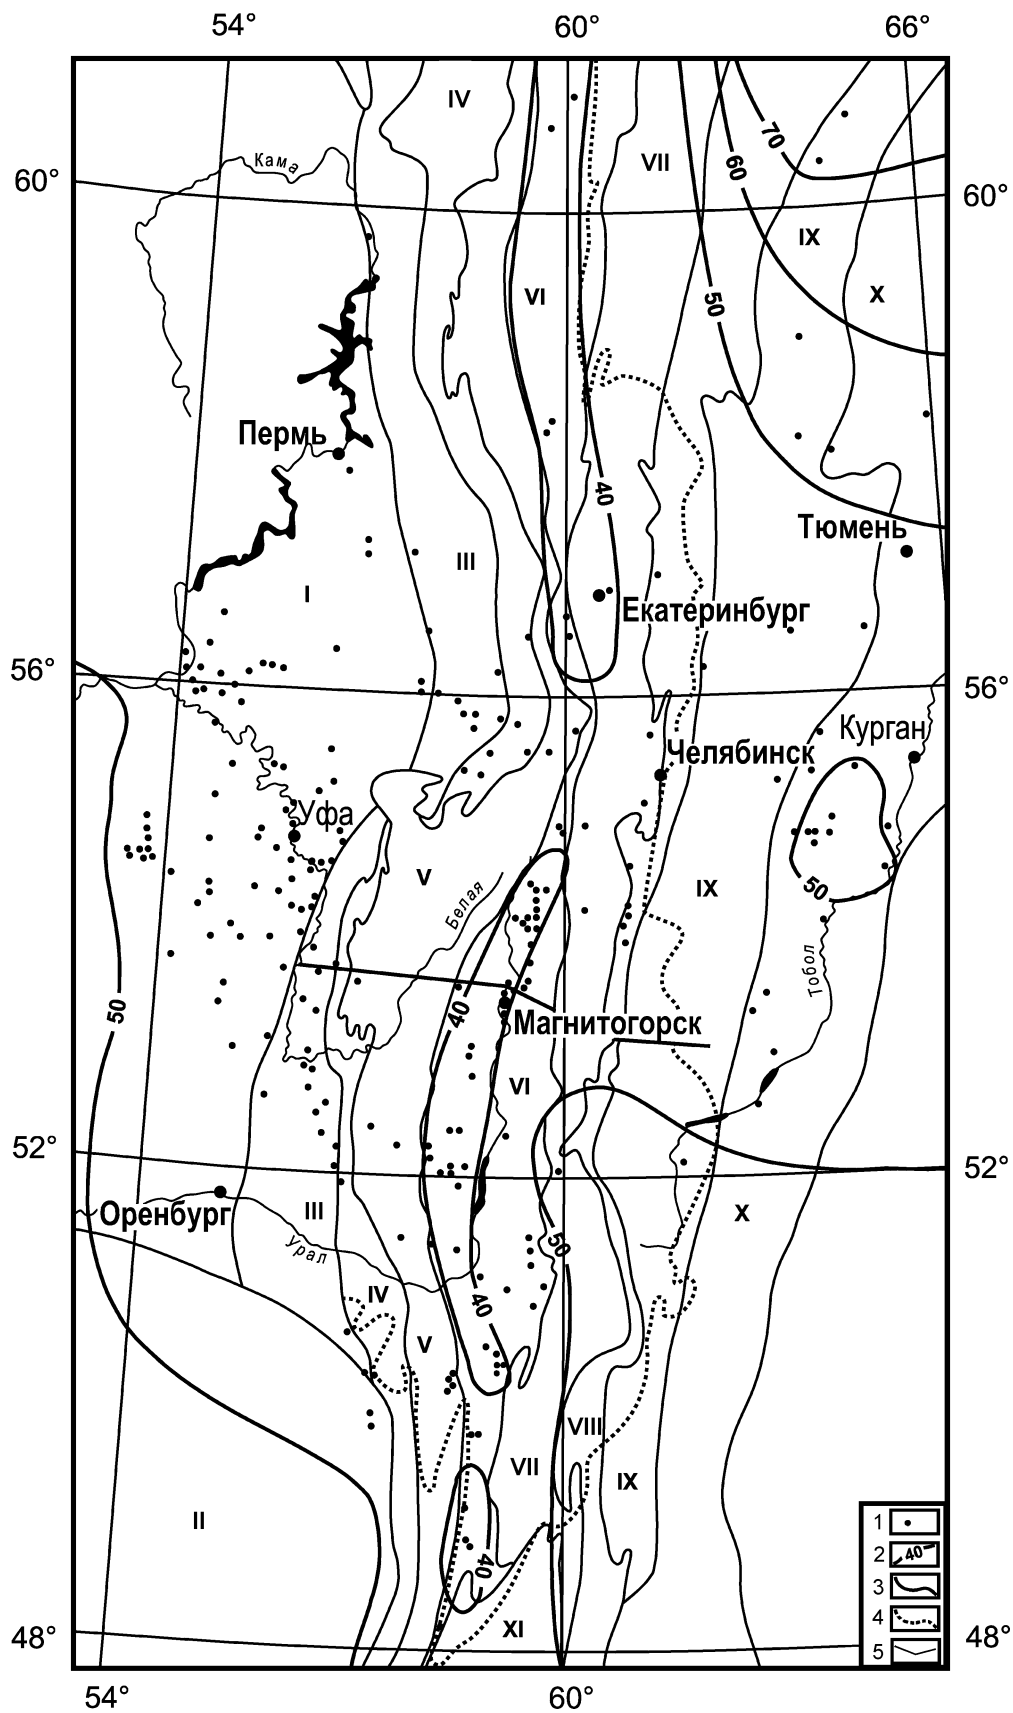 54°
60°
66°
IV
70
VII
60
Кама
60°
60°
IX
VI
X
50
Пермь
40
Тюмень
III
I
Екатеринбург
56°
56°
Курган
Челябинск
Уфа
V
IX
50
Белая
Тобол
50
40
Магнитогорск
VI
52°
52°
Оренбург
III
X
Урал
50
IV
40
V
VIII
VII
IX
II
1
2
40
3
40
4
XI
5
48°
48°
54°
60°